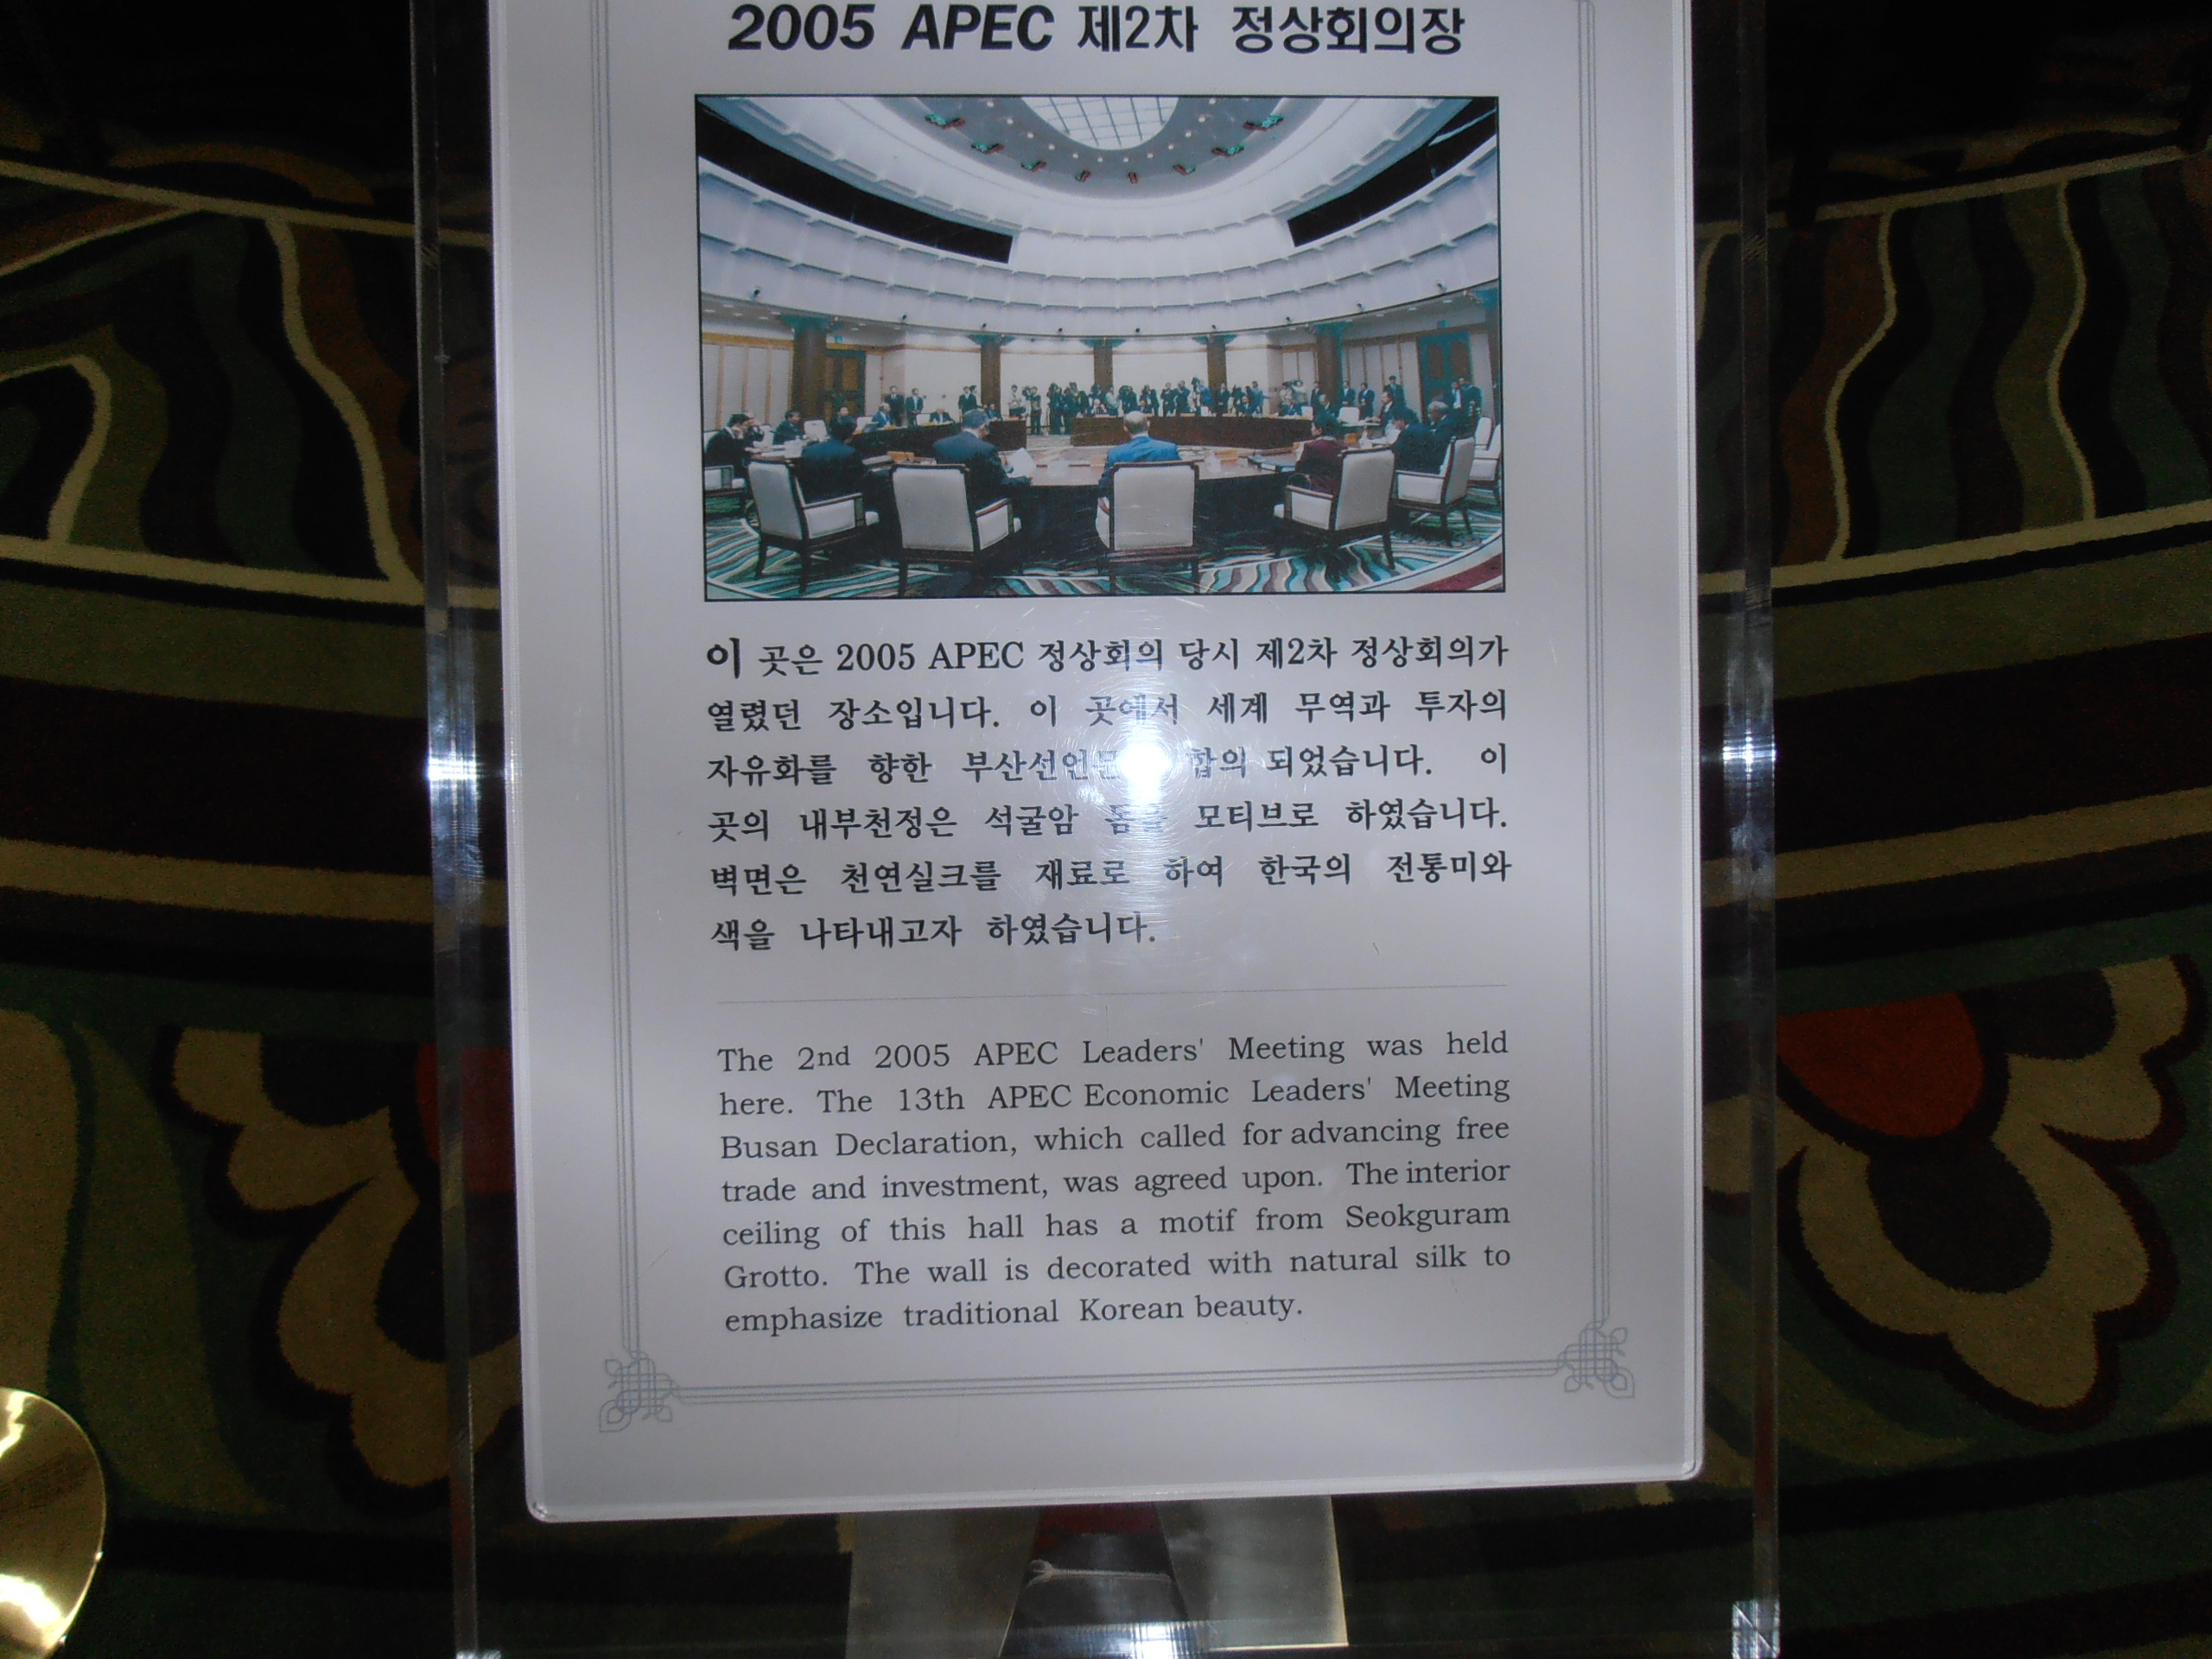 2005 APEC 제2차 정상회의장
이 곳은 2005 APEC 정상회의 당시 제2차 정상회의가
열렸던 장소입니다. 이 곳에서 세계 무역과 투자의
자유화를 향한 부산선언문 합의 되었습니다. 이
곳의 내부천정은 석굴암 돔을 모티브로 하였습니다.
벽면은 천연실크를 재료로 하여 한국의 전통미와
색을 나타내고자 하였습니다.
The 2nd 2005 APEC Leaders' Meeting was held
here. The 13th APEC Economic Leaders' Meeting
Busan Declaration, which called for advancing free
trade and investment, was agreed upon. The interior
ceiling of this hall has a motif from Seokguram
Grotto. The wall is decorated with natural silk to
emphasize traditional Korean beauty.